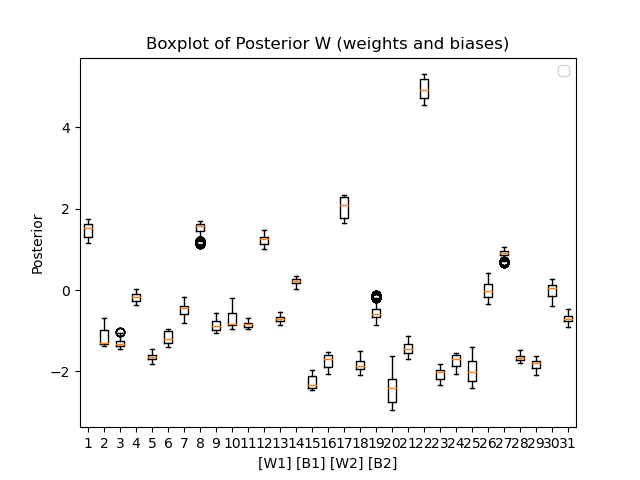 Boxplot of Posterior W (weights and biases)
4
2
0
−2
Posterior
1 2 3 4 5 6 7 8 9 10 11 12 13 14 15 16 17 18 19 20 21 22 23 24 25 26 27 28 29 30 31
[W1] [B1] [W2] [B2]